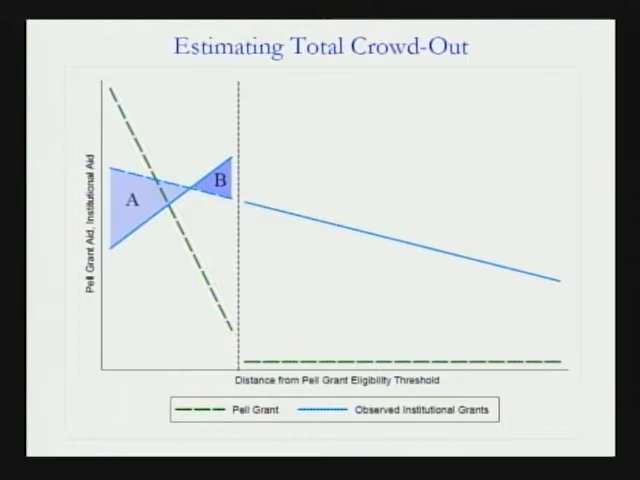 Estimating Total Crowd-Out
Pell Grant Aid, Institutional Aid
A
B
Distance from Pell Grant Eligibility Threshold
Pell Grant
Observed Institutional Grants